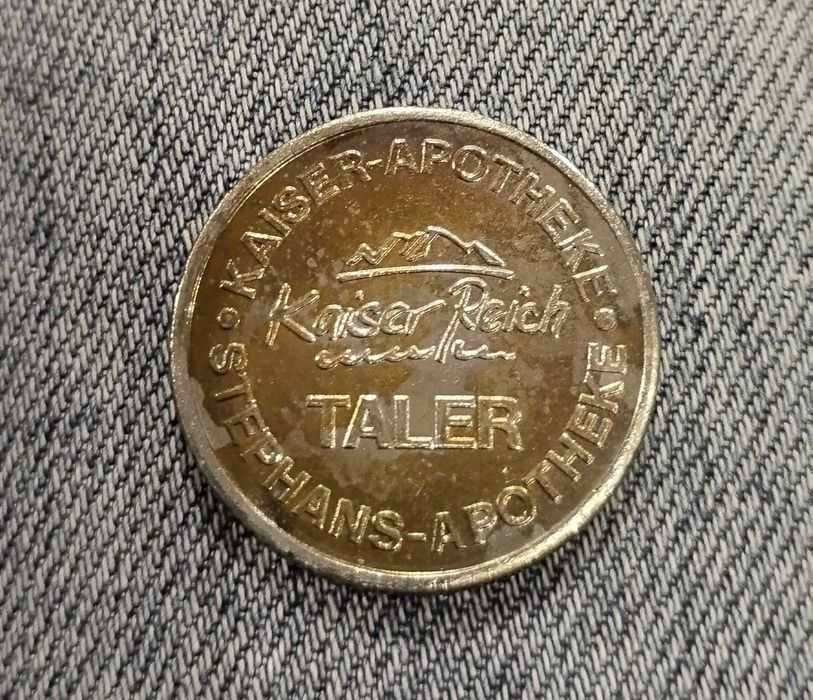 KAISER-APOTHEKE
Kaiser Reich
TALER
STEPHANS-APOTHEKE